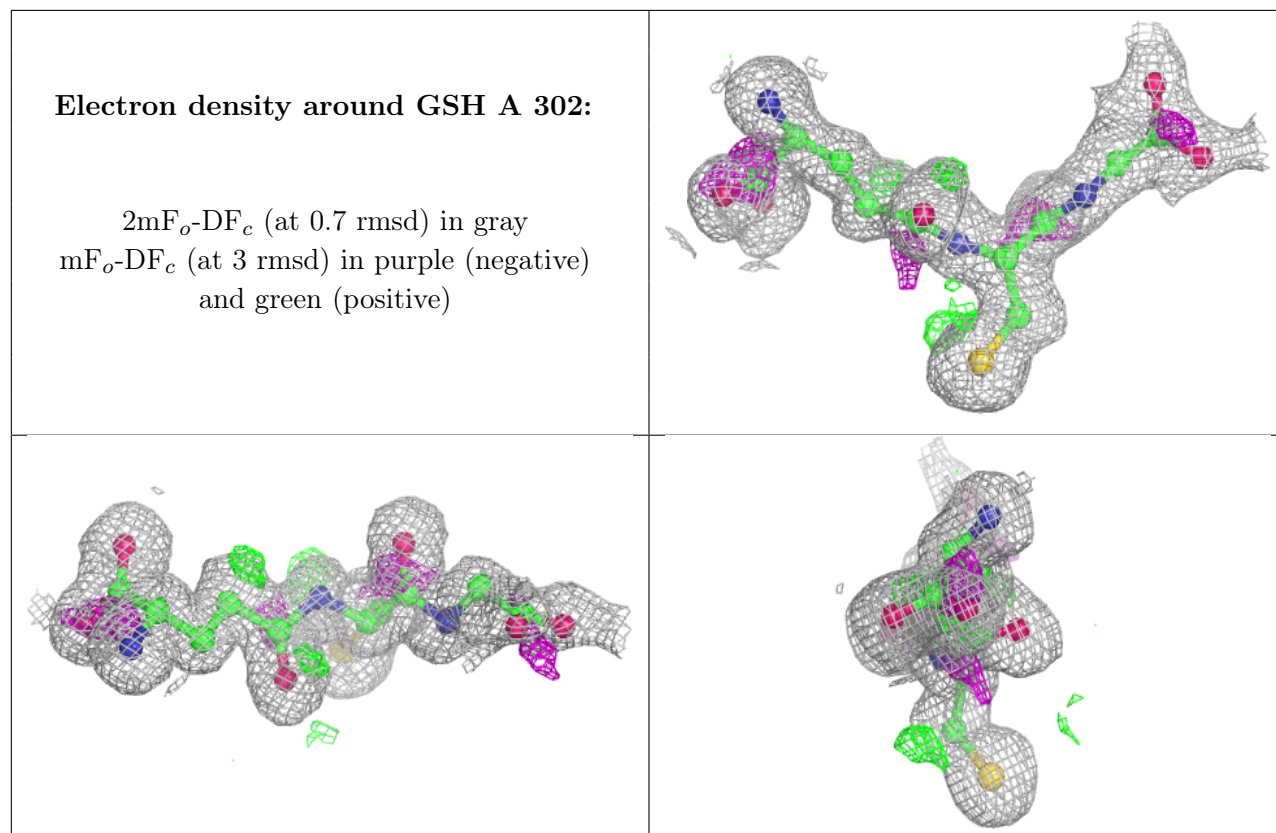 Electron density around GSH A 302:
2mFo-DFc (at 0.7 rmsd) in gray
mFo-DFc (at 3 rmsd) in purple (negative)
and green (positive)